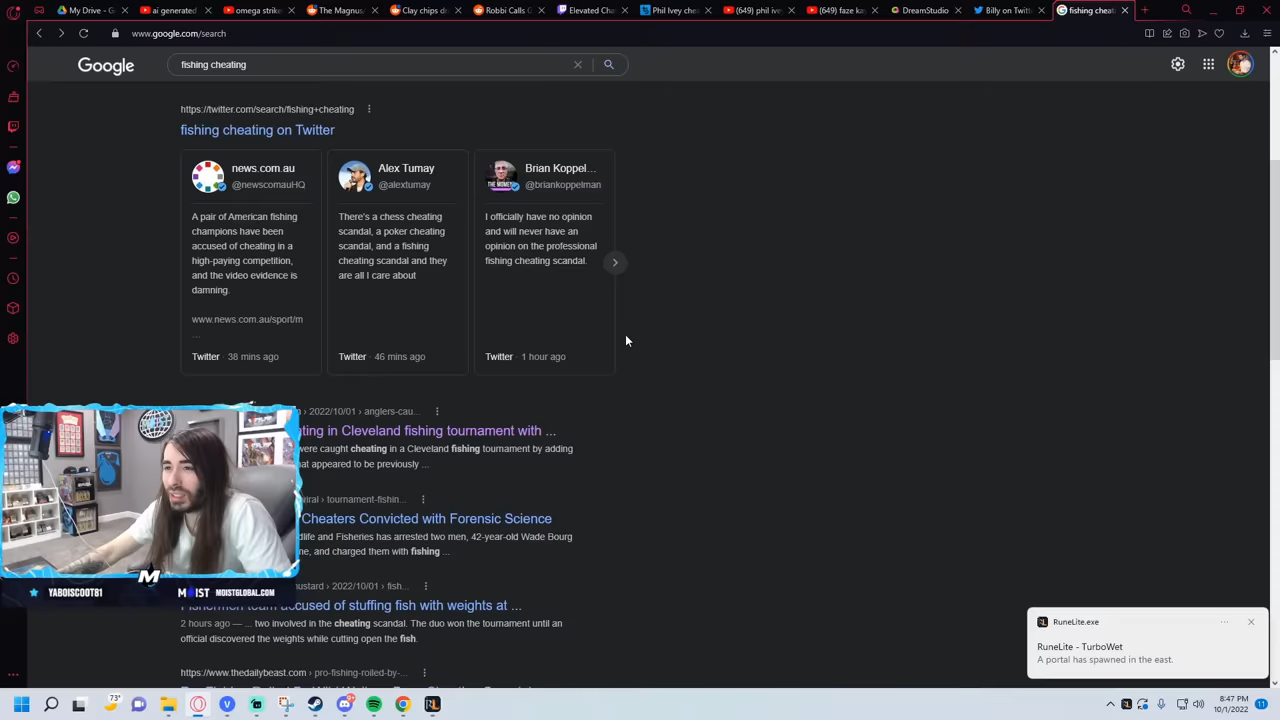 My Drive - G
ai generated
omega strike
The Magnus
Clay chips d
Robbi Calls
Elevated Cha
Phil Ivey che
(649) phil ive
(649) faze ka
DreamStudio
Billy on Twitt
fishing cheat
www.google.com/search
Google
fishing cheating
https://twitter.com/search/fishing+cheating
fishing cheating on Twitter
news.com.au
@newscomauHQ
A pair of American fishing
champions have been
accused of cheating in a
high-paying competition,
and the video evidence is
damning.
www.news.com.au/sport/m
...
Twitter · 38 mins ago
Alex Tumay
@alextumay
There's a chess cheating
scandal, a poker cheating
scandal, and a fishing
cheating scandal and they
are all I care about
Twitter · 46 mins ago
Brian Koppel...
@briankoppelman
THE MOMENT
I officially have no opinion
and will never have an
opinion on the professional
fishing cheating scandal.
Twitter · 1 hour ago
› 2022/10/01 › anglers-cau...
ting in Cleveland fishing tournament with ...
were caught cheating in a Cleveland fishing tournament by adding
hat appeared to be previously ...
viral › tournament-fishin...
Cheaters Convicted with Forensic Science
ldlife and Fisheries has arrested two men, 42-year-old Wade Bourg
ne, and charged them with fishing ...
mustard › 2022/10/01 › fish...
Fishermen team accused of stuffing fish with weights at ...
2 hours ago — ... two involved in the cheating scandal. The duo won the tournament until an
official discovered the weights while cutting open the fish.
https://www.thedailybeast.com › pro-fishing-roiled-by-...
M
YABOISCOOT81
MOIST MOISTGLOBAL.COM
RuneLite.exe
RuneLite - TurboWet
A portal has spawned in the east.
73°
8:47 PM
10/1/2022
11